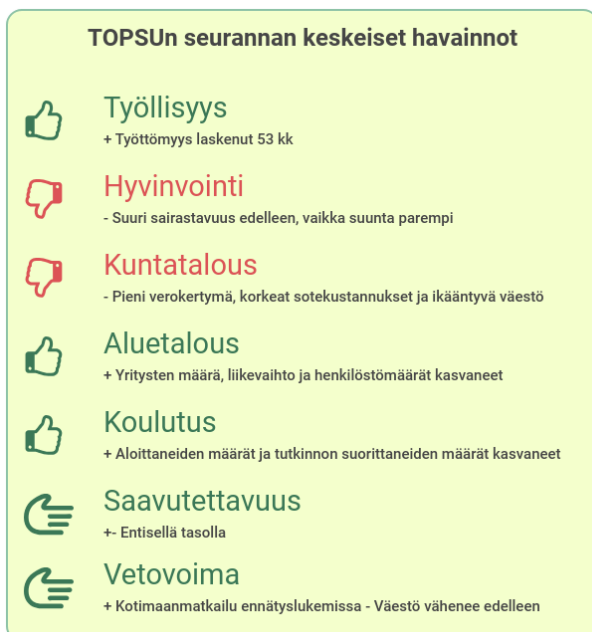 TOPSUn seurannan keskeiset havainnot
Työllisyys
+ Työttömyys laskenut 53 kk
Hyvinvointi
- Suuri sairastavuus edelleen, vaikka suunta parempi
Kuntatalous
- Pieni verokertymä, korkeat sotekustannukset ja ikääntyvä väestö
Aluetalous
+ Yritysten määrä, liikevaihto ja henkilöstömäärät kasvaneet
Koulutus
+ Aloittaneiden määrät ja tutkinnon suorittaneiden määrät kasvaneet
Saavutettavuus
+- Entisellä tasolla
Vetovoima
+ Kotimaanmatkailu ennätyslukemissa - Väestö vähenee edelleen